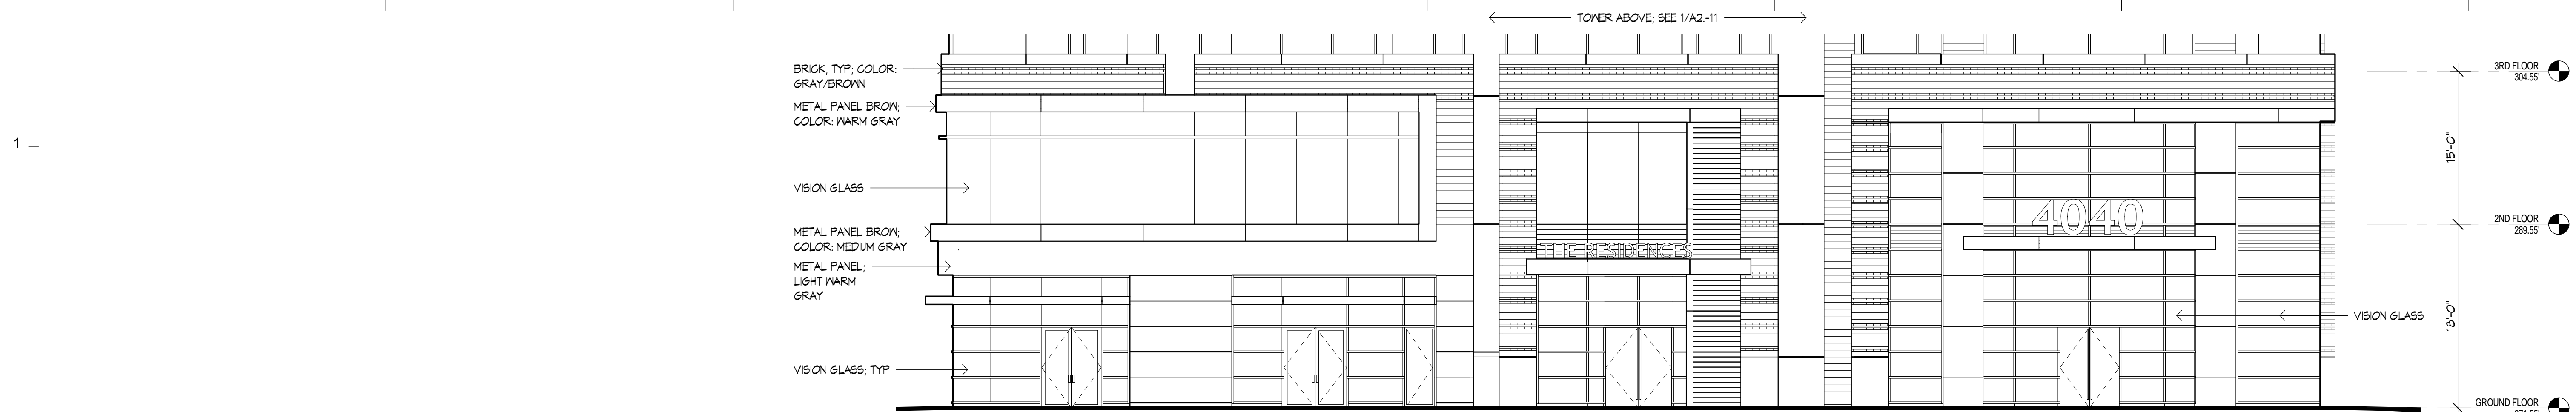 TOWER ABOVE; SEE 1/A2.-11
BRICK, TYP; COLOR:
GRAY/BROWN
METAL PANEL BROW;
COLOR: WARM GRAY
VISION GLASS
METAL PANEL BROW;
COLOR: MEDIUM GRAY
METAL PANEL;
LIGHT WARM
GRAY
VISION GLASS; TYP
1
THE RESIDENCES
4040
VISION GLASS
3RD FLOOR
304.55'
15'-0"
2ND FLOOR
289.55'
18'-0"
GROUND FLOOR